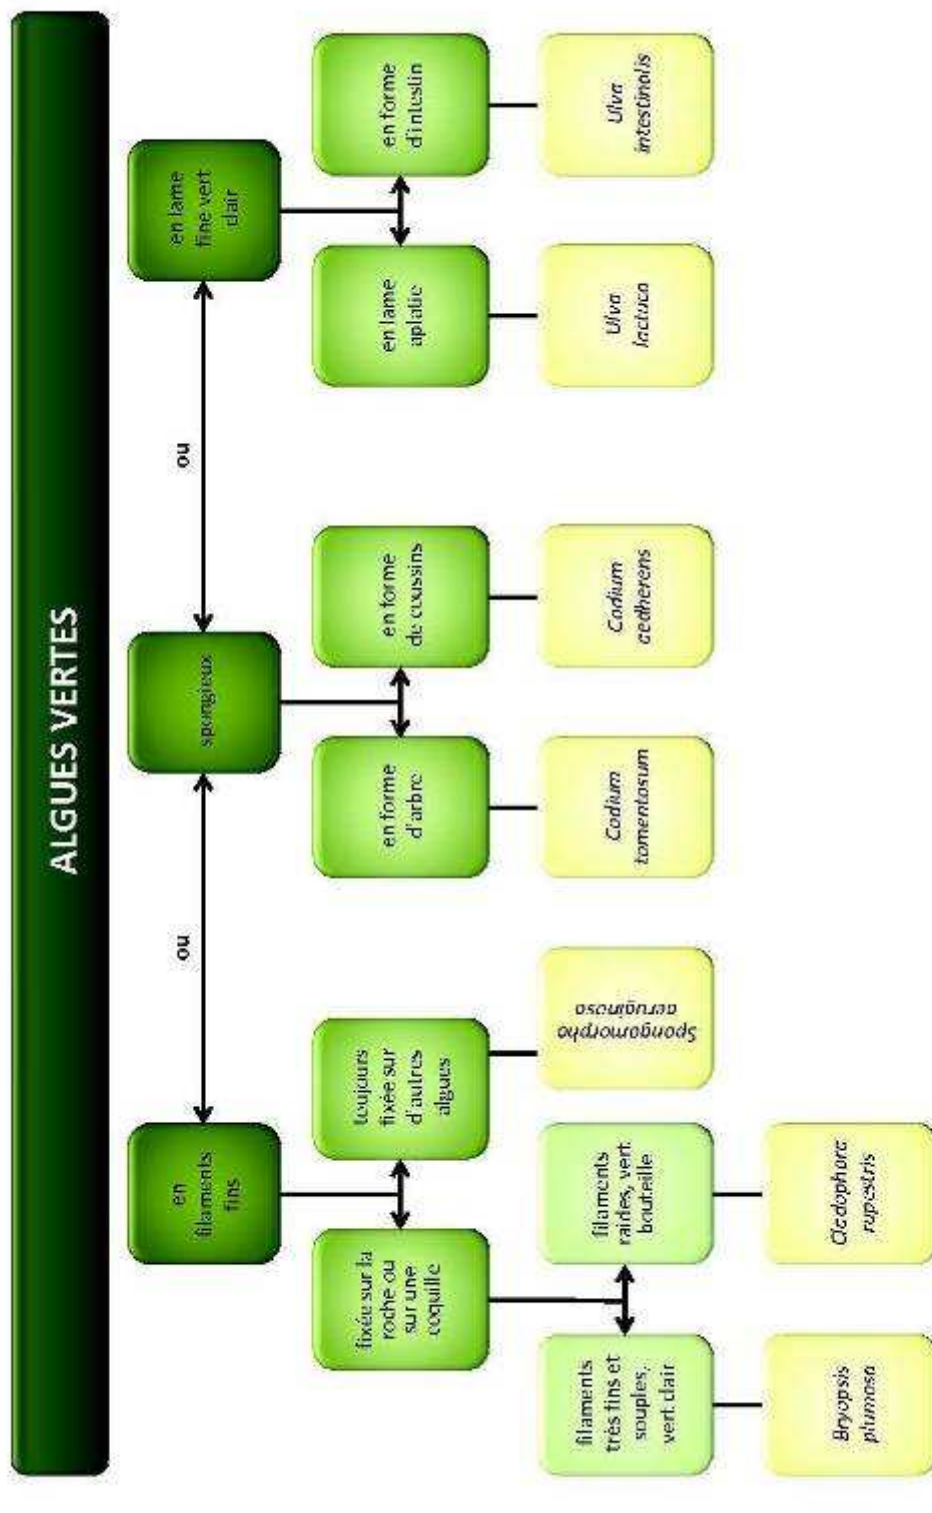 ALGUES VERTES
en
filaments
fins
ou
spongieux
ou
en lame
fine vert
clair
fixée sur la
roche ou
sur une
coquille
toujours
fixée sur
d'autres
algues
en forme
d'arbre
en forme
de coussins
en lame
aplatie
en forme
d'intestin
filaments
très fins et
souples,
vert clair
filaments
raides, vert
bouteille
Spongomorpha
aeruginosa
Codium
tomentosum
Codium
aedherens
Ulva
lactuca
Ulva
intestinalis
Bryopsis
plumosa
Cladophora
rupestris